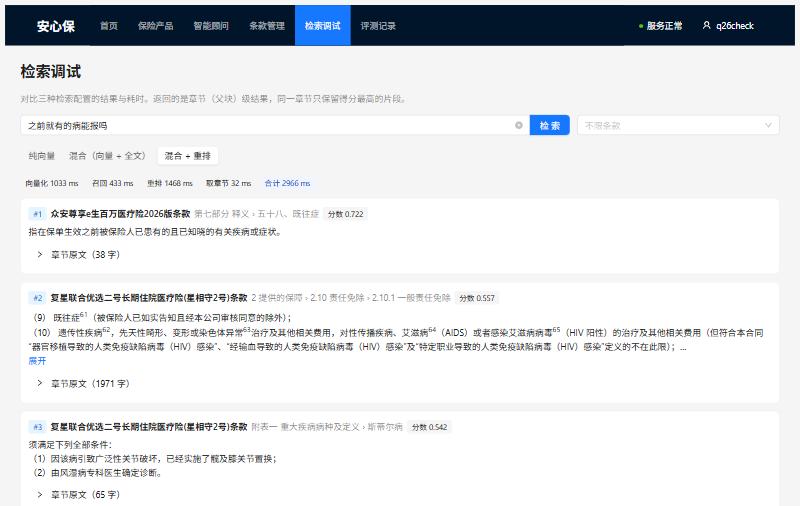 安心保 首页 保险产品 智能顾问 条款管理 检索调试 评测记录 服务正常 q26check
检索调试
对比三种检索配置的结果与耗时。返回的是章节（父块）级结果，同一章节只保留得分最高的片段。
之前就有的病能报吗 检 索 不限条款
纯向量 混合（向量 + 全文） 混合 + 重排
向量化 1033 ms 召回 433 ms 重排 1468 ms 取章节 32 ms 合计 2966 ms
#1 众安尊享e生百万医疗险2026版条款 第七部分 释义 › 五十八、既往症 分数 0.722
指在保单生效之前被保险人已患有的且已知晓的有关疾病或症状。
章节原文（38 字）
#2 复星联合优选二号长期住院医疗险(星相守2号)条款 2 提供的保障 › 2.10 责任免除 › 2.10.1 一般责任免除 分数 0.557
（9） 既往症61（被保险人已如实告知且经本公司审核同意的除外）；
（10） 遗传性疾病62，先天性畸形、变形或染色体异常63治疗及其他相关费用，对性传播疾病、艾滋病64（AIDS）或者感染艾滋病病毒65（HIV 阳性）的治疗及其他相关费用（但符合本合同
“器官移植导致的人类免疫缺陷病毒（HIV）感染”、“经输血导致的人类免疫缺陷病毒（HIV）感染”及“特定职业导致的人类免疫缺陷病毒（HIV）感染”定义的不在此限）；...
展开
章节原文（1971 字）
#3 复星联合优选二号长期住院医疗险(星相守2号)条款 附表一 重大疾病病种及定义 › 斯蒂尔病 分数 0.542
须满足下列全部条件：
（1）因该病引致广泛性关节破坏，已经实施了髋及膝关节置换；
（2）由风湿病专科医生确定诊断。
章节原文（65 字）